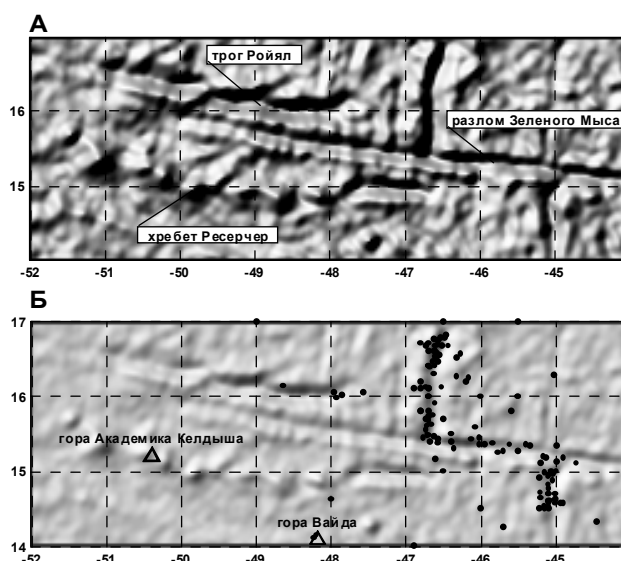 А
трог Ройял
16
разлом Зеленого Мыса
15
хребет Ресерчер
-52 -51 -50 -49 -48 -47 -46 -45
Б
17
16
гора Академика Келдыша
15
гора Вайда
14
-52 -51 -50 -49 -48 -47 -46 -45